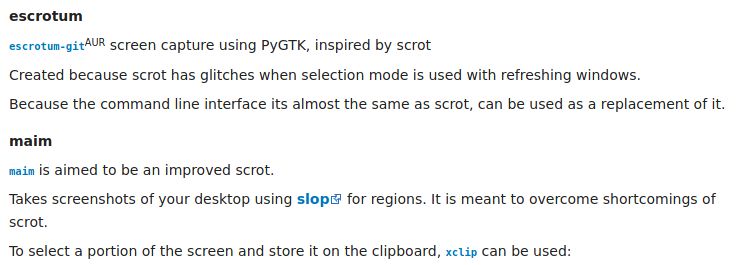 escrotum
escrotum-gitAUR screen capture using PyGTK, inspired by scrot
Created because scrot has glitches when selection mode is used with refreshing windows.
Because the command line interface its almost the same as scrot, can be used as a replacement of it.
maim
maim is aimed to be an improved scrot.
Takes screenshots of your desktop using slop for regions. It is meant to overcome shortcomings of
scrot.
To select a portion of the screen and store it on the clipboard, xclip can be used: